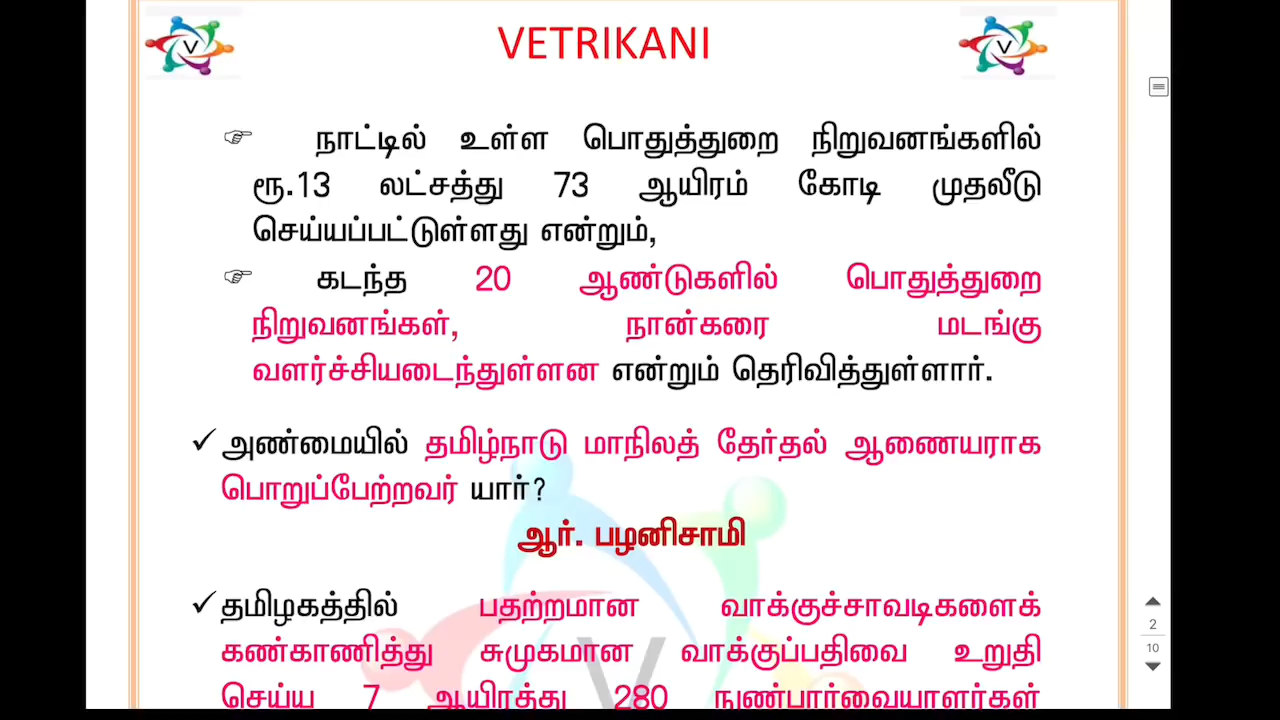 VETRIKANI
☞ நாட்டில் உள்ள பொதுத்துறை நிறுவனங்களில்
ரூ.13 லட்சத்து 73 ஆயிரம் கோடி முதலீடு
செய்யப்பட்டுள்ளது என்றும்,
☞ கடந்த 20 ஆண்டுகளில் பொதுத்துறை
நிறுவனங்கள், நான்கரை மடங்கு
வளர்ச்சியடைந்துள்ளன என்றும் தெரிவித்துள்ளார்.
✓ அண்மையில் தமிழ்நாடு மாநிலத் தேர்தல் ஆணையராக
பொறுப்பேற்றவர் யார்?
ஆர். பழனிசாமி
✓ தமிழகத்தில் பதற்றமான வாக்குச்சாவடிகளைக்
கண்காணித்து சுமுகமான வாக்குப்பதிவை உறுதி
செய்ய 7 ஆயிரத்து 280 நுண்பார்வையாளர்கள்
2
10
V
V
V